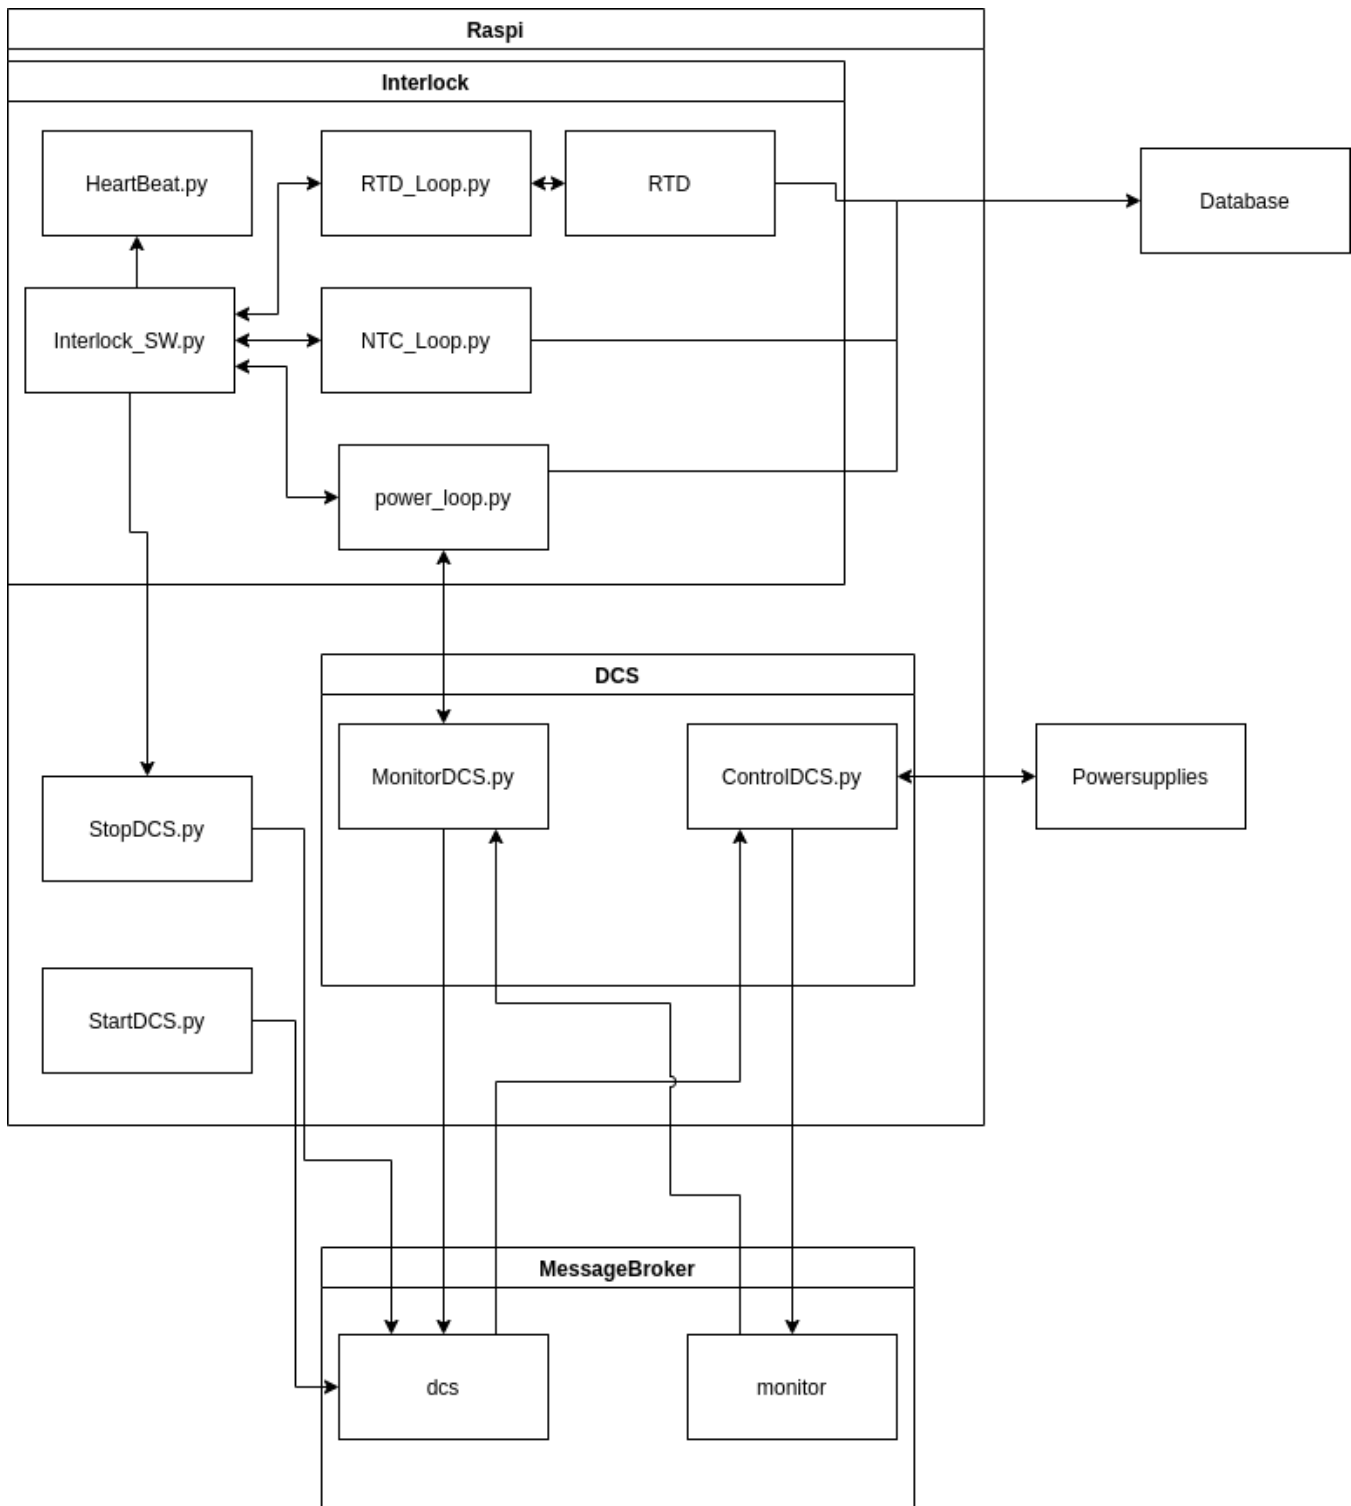 Raspi
Interlock
HeartBeat.py
RTD_Loop.py
RTD
Database
Interlock_SW.py
NTC_Loop.py
power_loop.py
DCS
MonitorDCS.py
ControlDCS.py
Powersupplies
StopDCS.py
StartDCS.py
MessageBroker
dcs
monitor